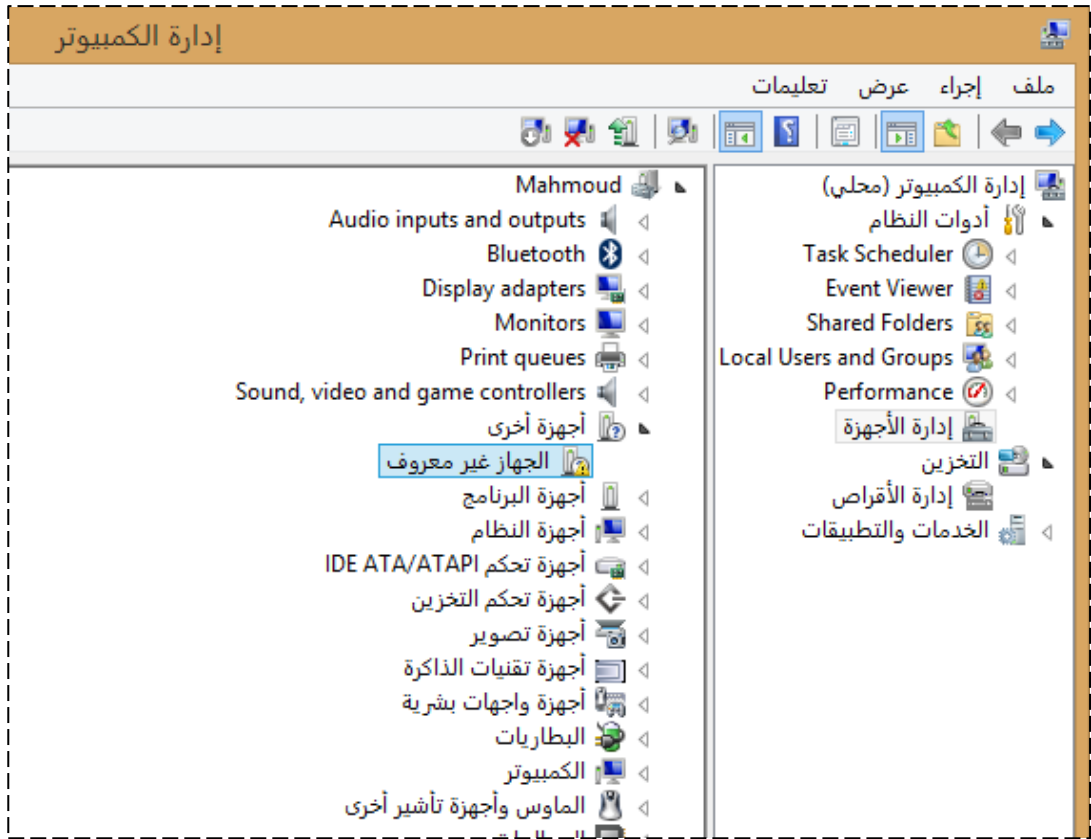 إدارة الكمبيوتر
ملف إجراء عرض تعليمات
إدارة الكمبيوتر (محلي)
أدوات النظام
Task Scheduler
Event Viewer
Shared Folders
Local Users and Groups
Performance
إدارة الأجهزة
التخزين
إدارة الأقراص
الخدمات والتطبيقات
Mahmoud
Audio inputs and outputs
Bluetooth
Display adapters
Monitors
Print queues
Sound, video and game controllers
أجهزة أخرى
الجهاز غير معروف
أجهزة البرنامج
أجهزة النظام
أجهزة تحكم IDE ATA/ATAPI
أجهزة تحكم التخزين
أجهزة تصوير
أجهزة تقنيات الذاكرة
أجهزة واجهات بشرية
البطاريات
الكمبيوتر
الماوس وأجهزة تأشير أخرى